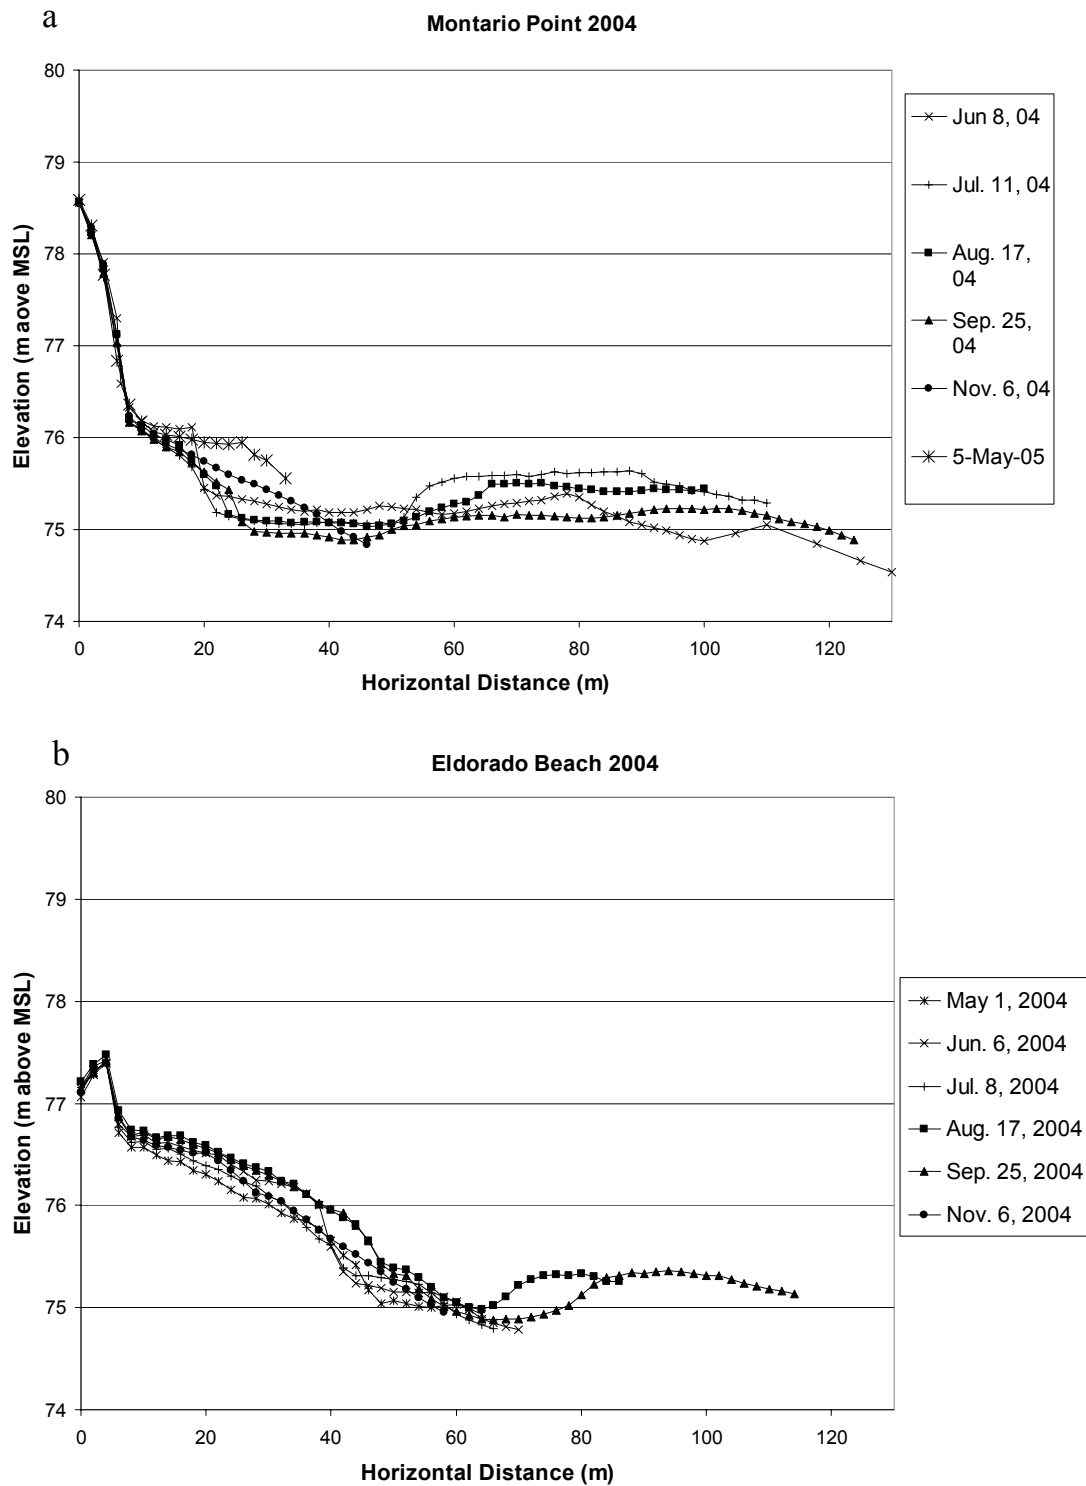 a
Montario Point 2004
80
79
78
77
76
75
74
0 20 40 60 80 100 120
Elevation (m aove MSL)
Horizontal Distance (m)
Jun 8, 04
Jul. 11, 04
Aug. 17,
04
Sep. 25,
04
Nov. 6, 04
5-May-05
b
Eldorado Beach 2004
80
79
78
77
76
75
74
0 20 40 60 80 100 120
Elevation (m above MSL)
Horizontal Distance (m)
May 1, 2004
Jun. 6, 2004
Jul. 8, 2004
Aug. 17, 2004
Sep. 25, 2004
Nov. 6, 2004